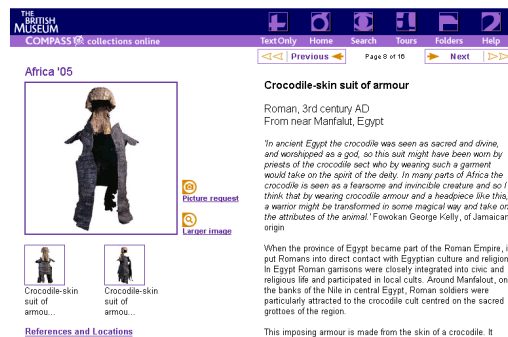 THE
BRITISH
MUSEUM
COMPASS collections online
Text Only Home Search Tours Folders Help
Previous Page 8 of 16 Next
Africa '05
Crocodile-skin suit of armour
Roman, 3rd century AD
From near Manfalut, Egypt
'In ancient Egypt the crocodile was seen as sacred and divine,
and worshipped as a god, so this suit might have been worn by
priests of the crocodile sect who by wearing such a garment
would take on the spirit of the deity. In many parts of Africa the
crocodile is seen as a fearsome and invincible creature and so I
think that by wearing crocodile armour and a headpiece like this,
a warrior might be transformed in some magical way and take on
the attributes of the animal.' Fowokan George Kelly, of Jamaican
origin
Picture request
Larger image
When the province of Egypt became part of the Roman Empire, i
put Romans into direct contact with Egyptian culture and religion
In Egypt Roman garrisons were closely integrated into civic and
religious life and participated in local cults. Around Manfalout, on
the banks of the Nile in central Egypt, Roman soldiers were
particularly attracted to the crocodile cult centred on the sacred
grottoes of the region.
This imposing armour is made from the skin of a crocodile. It
Crocodile-skin
suit of
armou...
Crocodile-skin
suit of
armou...
References and Locations